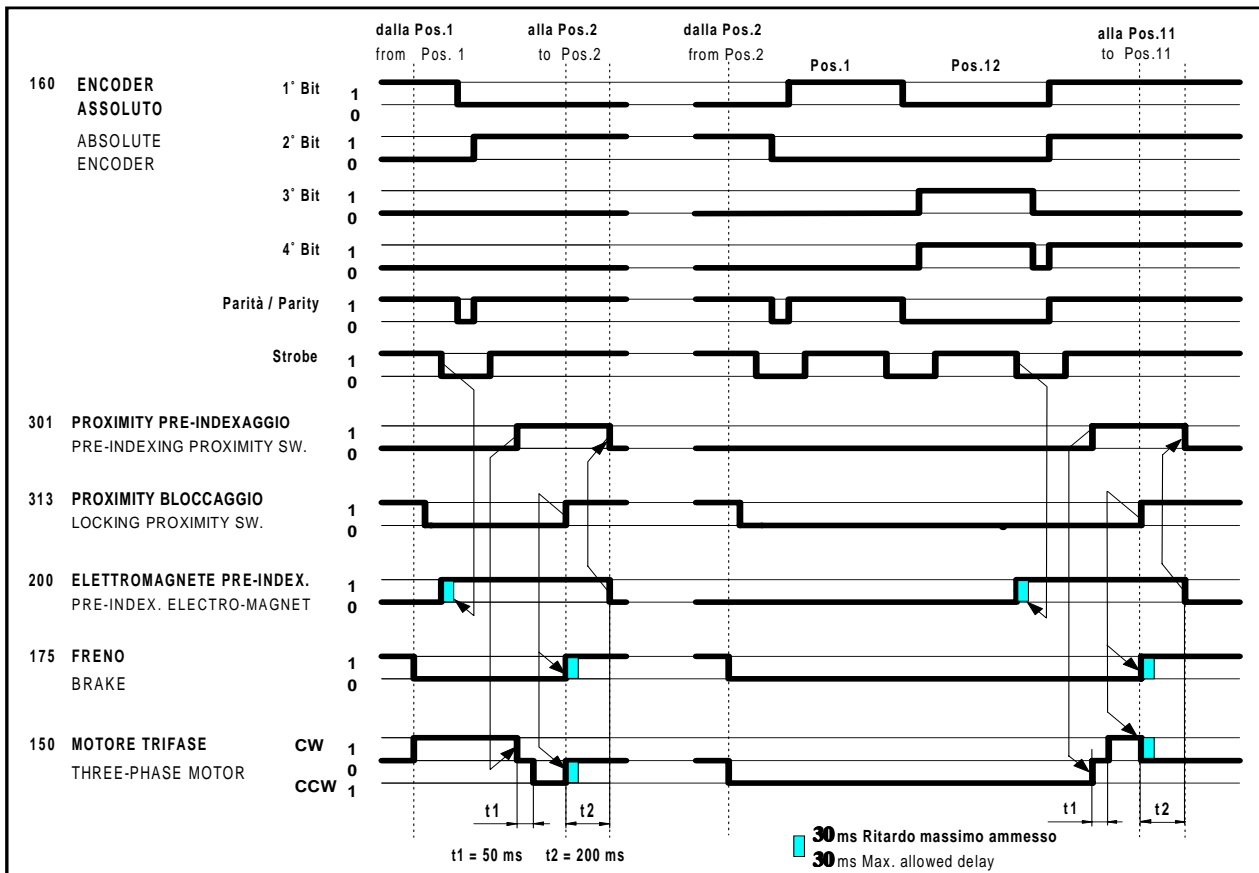 dalla Pos.1 alla Pos.2 dalla Pos.2 alla Pos.11
from Pos. 1 to Pos.2 from Pos.2 to Pos.11
Pos.1 Pos.12
160 ENCODER ASSOLUTO
ABSOLUTE ENCODER
1° Bit 1 0
2° Bit 1 0
3° Bit 1 0
4° Bit 1 0
Parità / Parity 1 0
Strobe 1 0
301 PROXIMITY PRE-INDEXAGGIO 1
PRE-INDEXING PROXIMITY SW. 0
313 PROXIMITY BLOCCAGGIO 1
LOCKING PROXIMITY SW. 0
200 ELETTROMAGNETE PRE-INDEX. 1
PRE-INDEX. ELECTRO-MAGNET 0
175 FRENO 1
BRAKE 0
150 MOTORE TRIFASE CW 1
0
THREE-PHASE MOTOR CCW 1
t1 t2 t1 t2
t1 = 50 ms t2 = 200 ms
30 ms Ritardo massimo ammesso
30 ms Max. allowed delay